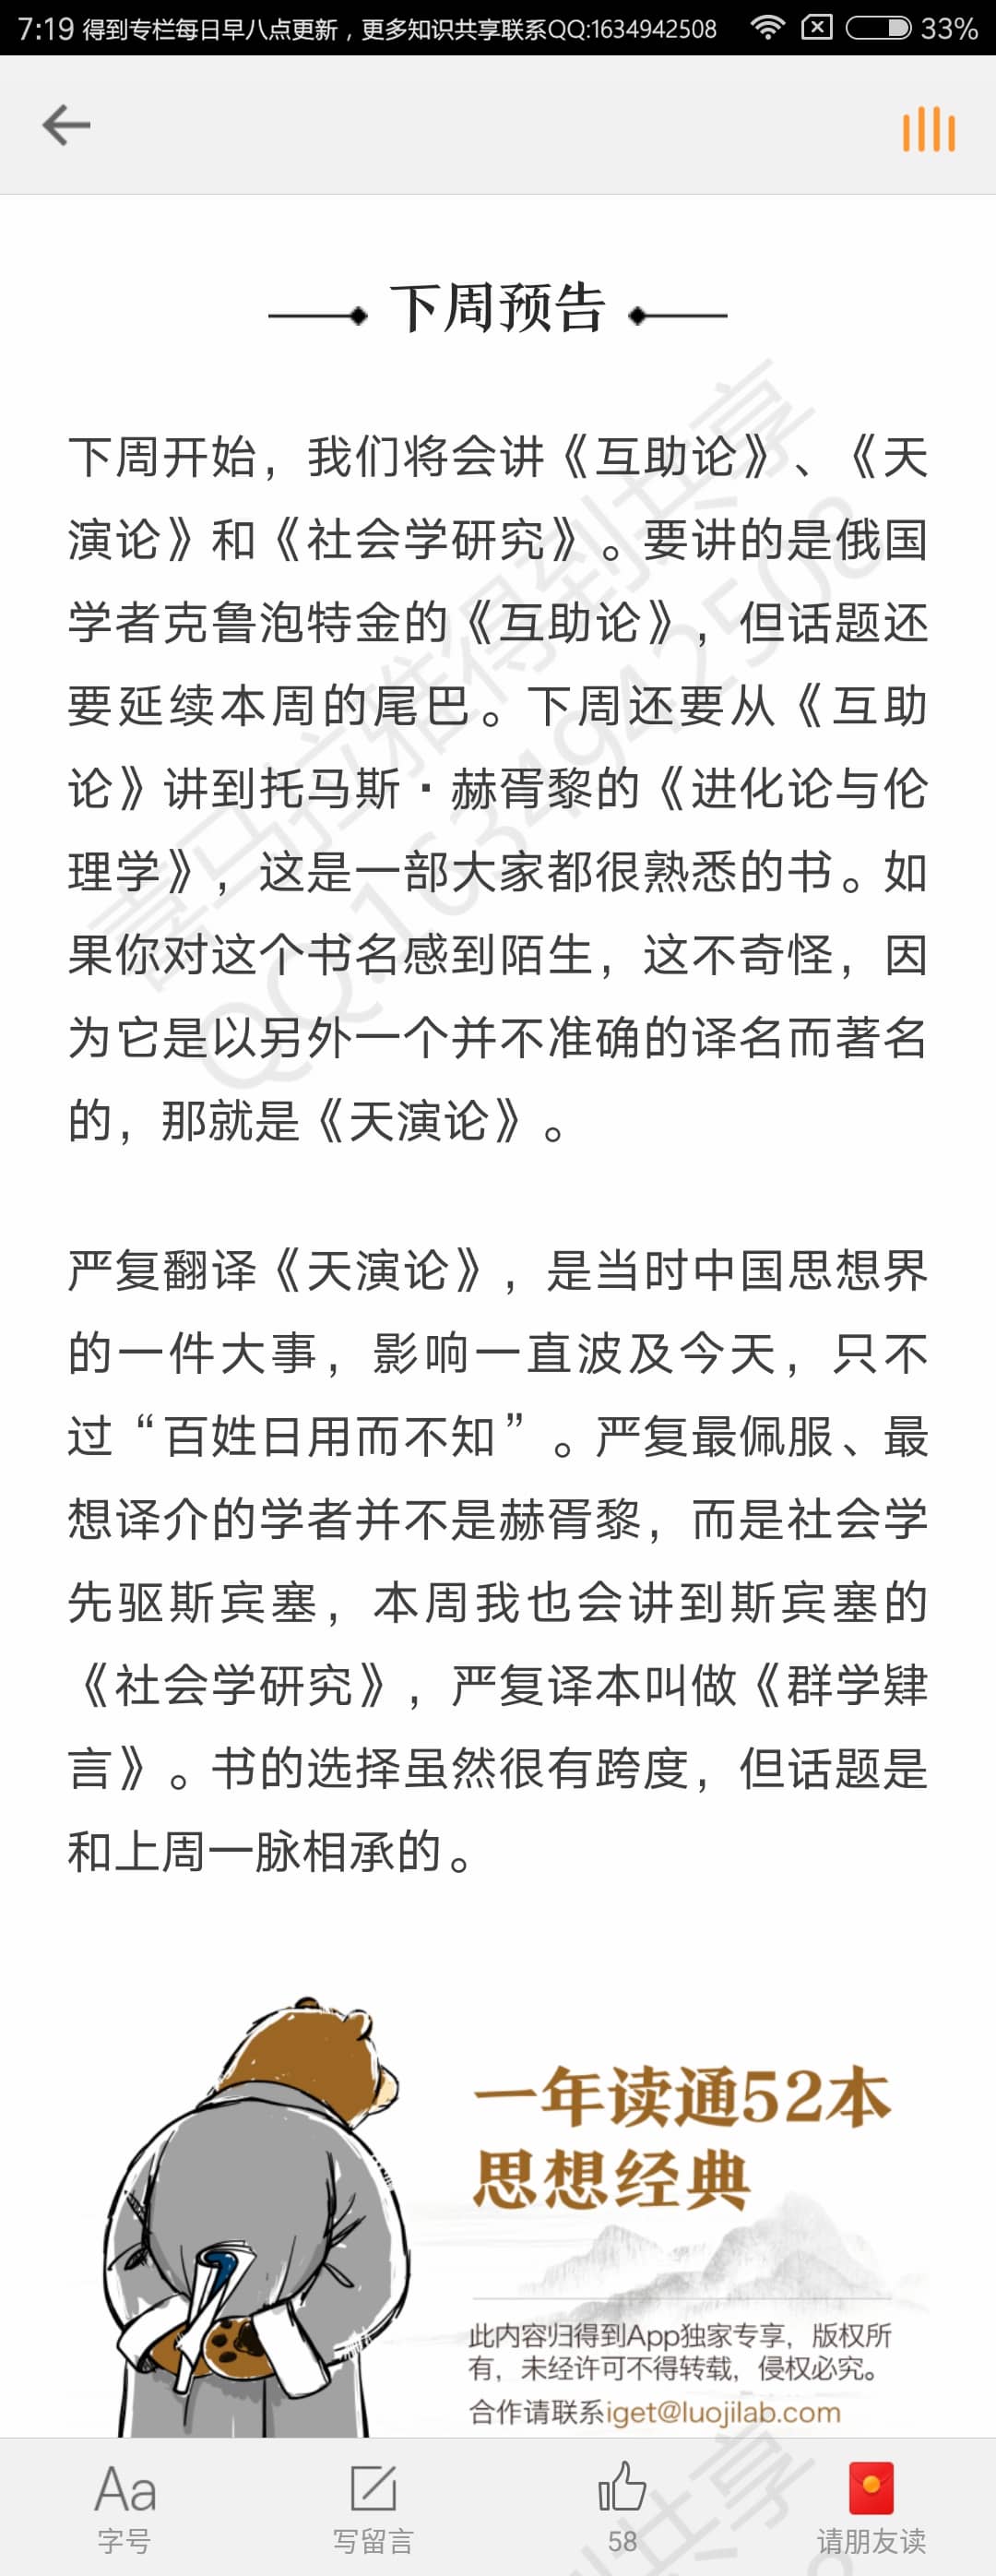 7:19 得到专栏每日早八点更新，更多知识共享联系QQ:1634942508 33%
下周预告
下周开始，我们将会讲《互助论》、《天
演论》和《社会学研究》。要讲的是俄国
学者克鲁泡特金的《互助论》，但话题还
要延续本周的尾巴。下周还要从《互助
论》讲到托马斯·赫胥黎的《进化论与伦
理学》，这是一部大家都很熟悉的书。如
果你对这个书名感到陌生，这不奇怪，因
为它是以另外一个并不准确的译名而著名
的，那就是《天演论》。
严复翻译《天演论》，是当时中国思想界
的一件大事，影响一直波及今天，只不
过“百姓日用而不知”。严复最佩服、最
想译介的学者并不是赫胥黎，而是社会学
先驱斯宾塞，本周我也会讲到斯宾塞的
《社会学研究》，严复译本叫做《群学肄
言》。书的选择虽然很有跨度，但话题是
和上周一脉相承的。
喜马拉雅得到共享
QQ:1634942508
一年读通52本
思想经典
此内容归得到App独家专享，版权所
有，未经许可不得转载，侵权必究。
合作请联系iget@luojilab.com
共享
Aa
字号 写留言 58 请朋友读